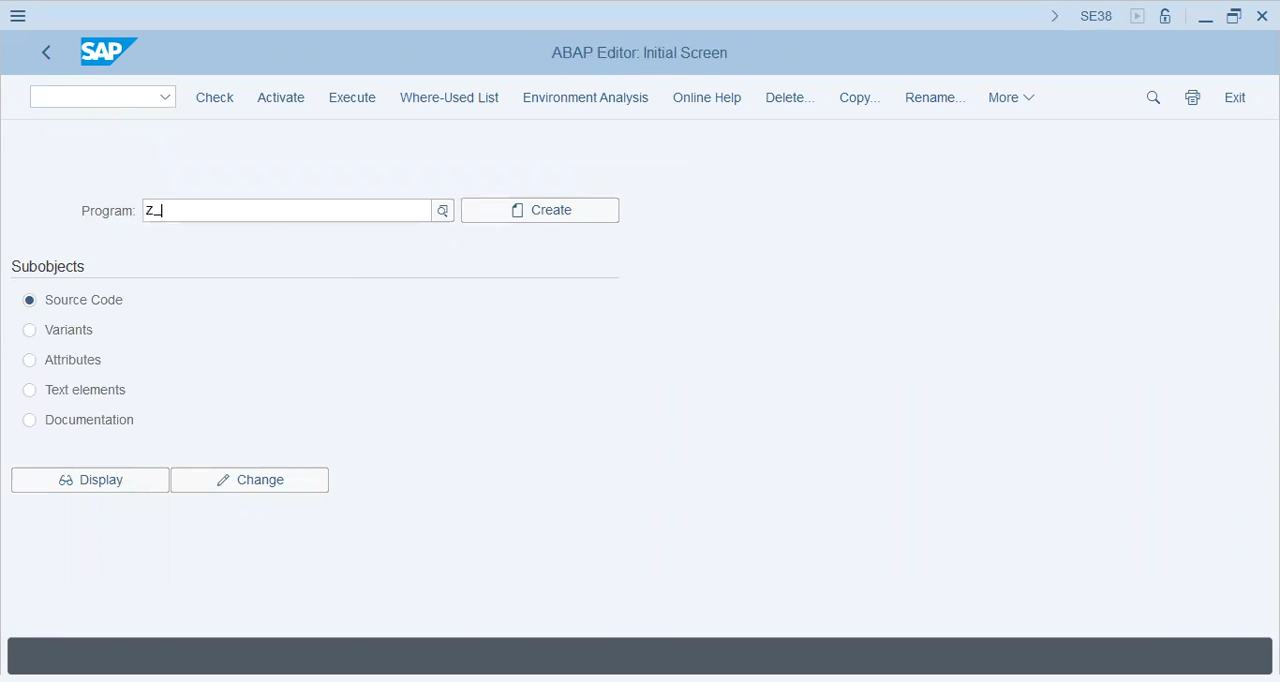 SE38
SAP
ABAP Editor: Initial Screen
Check Activate Execute Where-Used List Environment Analysis Online Help Delete... Copy... Rename... More Exit
Program: Z_ Create
Subobjects
Source Code
Variants
Attributes
Text elements
Documentation
Display Change